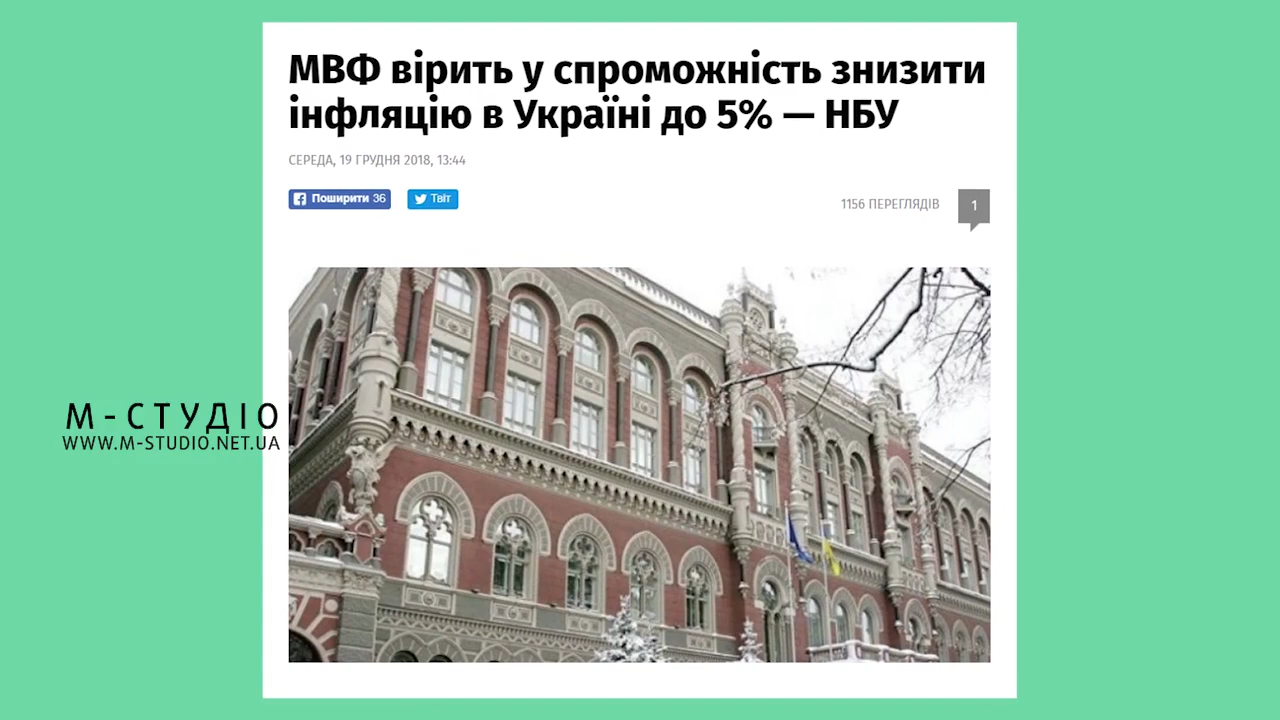 МВФ вірить у спроможність знизити
інфляцію в Україні до 5% — НБУ
СЕРЕДА, 19 ГРУДНЯ 2018, 13:44
Поширити 36
Твіт
1156 ПЕРЕГЛЯДІВ
1
М-СТУДІО
WWW.M-STUDIO.NET.UA